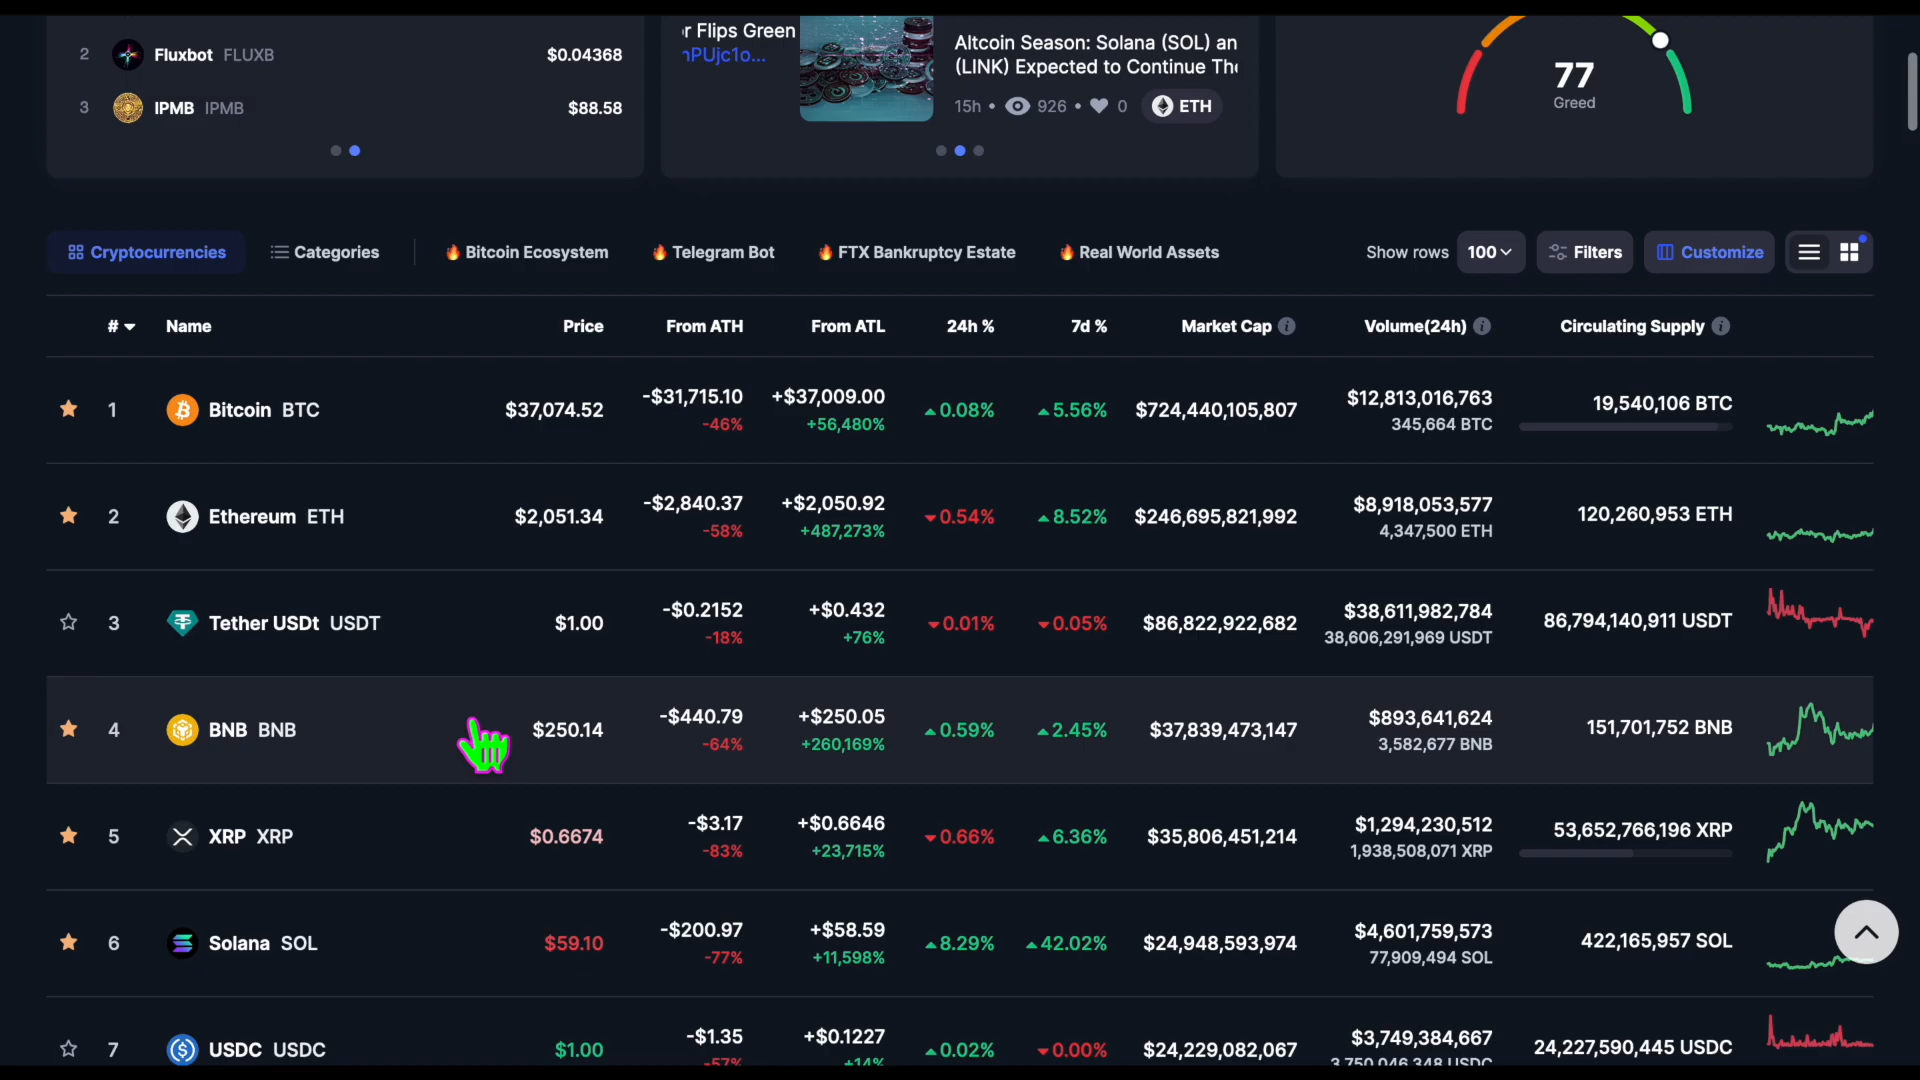 2 Fluxbot FLUXB $0.04368
3 IPMB IPMB $88.58
r Flips Green
Altcoin Season: Solana (SOL) an
(LINK) Expected to Continue The
15h • 926 • 0 ETH
77
Greed
Cryptocurrencies Categories Bitcoin Ecosystem Telegram Bot FTX Bankruptcy Estate Real World Assets Show rows 100 Filters Customize
# Name Price From ATH From ATL 24h % 7d % Market Cap Volume(24h) Circulating Supply
1 Bitcoin BTC $37,074.52 -$31,715.10 +$37,009.00 0.08% 5.56% $724,440,105,807 $12,813,016,763 19,540,106 BTC
-46% +56,480% 345,664 BTC
2 Ethereum ETH $2,051.34 -$2,840.37 +$2,050.92 0.54% 8.52% $246,695,821,992 $8,918,053,577 120,260,953 ETH
-58% +487,273% 4,347,500 ETH
3 Tether USDt USDT $1.00 -$0.2152 +$0.432 0.01% 0.05% $86,822,922,682 $38,611,982,784 86,794,140,911 USDT
-18% +76% 38,606,291,969 USDT
4 BNB BNB $250.14 -$440.79 +$250.05 0.59% 2.45% $37,839,473,147 $893,641,624 151,701,752 BNB
-64% +260,169% 3,582,677 BNB
5 XRP XRP $0.6674 -$3.17 +$0.6646 0.66% 6.36% $35,806,451,214 $1,294,230,512 53,652,766,196 XRP
-83% +23,715% 1,938,508,071 XRP
6 Solana SOL $59.10 -$200.97 +$58.59 8.29% 42.02% $24,948,593,974 $4,601,759,573 422,165,957 SOL
-77% +11,598% 77,909,494 SOL
7 USDC USDC $1.00 -$1.35 +$0.1227 0.02% 0.00% $24,229,082,067 $3,749,384,667 24,227,590,445 USDC
-57% +14% 3,750,046,348 USDC